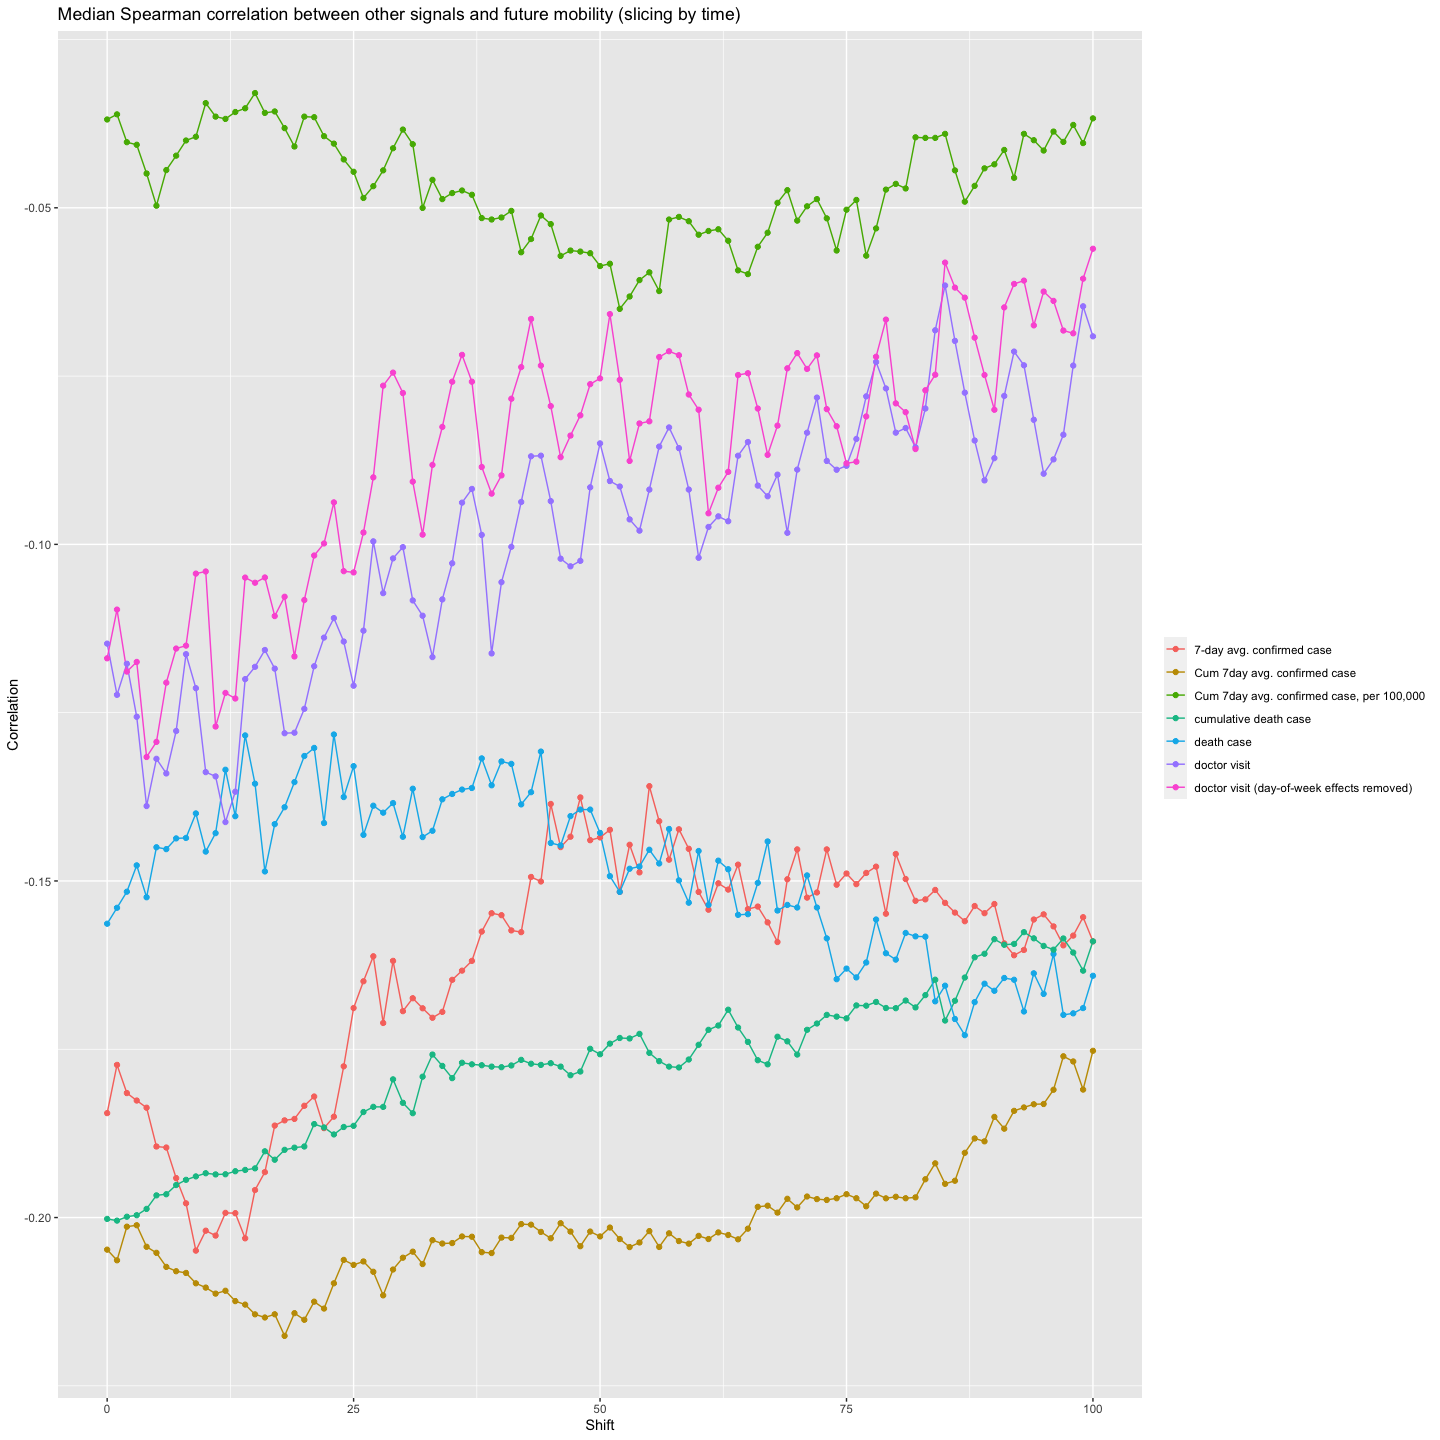 Median Spearman correlation between other signals and future mobility (slicing by time)
-0.05
-0.10
-0.15
-0.20
Correlation
0
25
50
75
100
Shift
7-day avg. confirmed case
Cum 7day avg. confirmed case
Cum 7day avg. confirmed case, per 100,000
cumulative death case
death case
doctor visit
doctor visit (day-of-week effects removed)